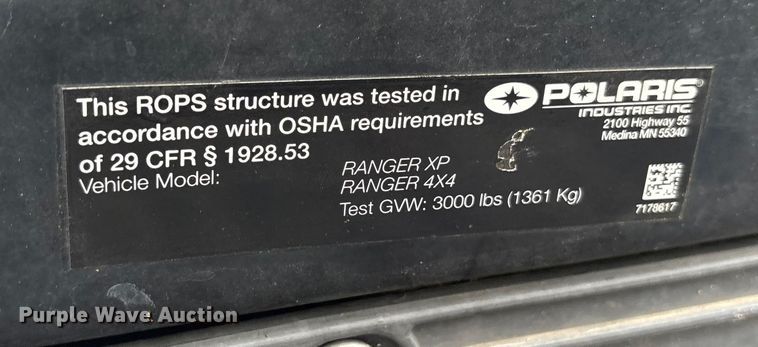 This ROPS structure was tested in
accordance with OSHA requirements
of 29 CFR § 1928.53
Vehicle Model:
RANGER XP
RANGER 4X4
Test GVW: 3000 lbs (1361 Kg)
POLARIS
INDUSTRIES INC.
2100 Highway 55
Medina MN 55340
7178617
Purple Wave Auction